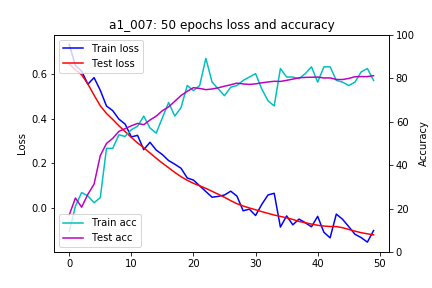 a1_007: 50 epochs loss and accuracy
Train loss
Test loss
Train acc
Test acc
Loss
Accuracy
0.6
0.4
0.2
0.0
100
80
60
40
20
0
0
10
20
30
40
50